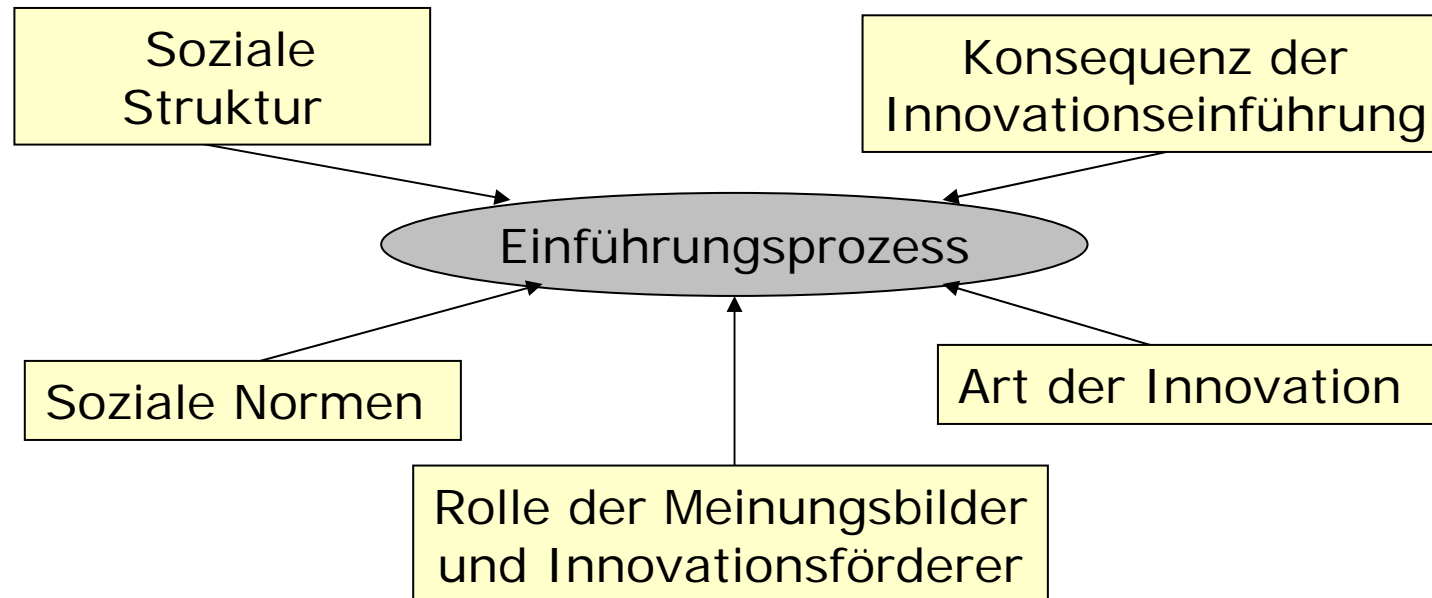 Soziale
Struktur
Konsequenz der
Innovationseinführung
Einführungsprozess
Soziale Normen
Art der Innovation
Rolle der Meinungsbilder
und Innovationsförderer